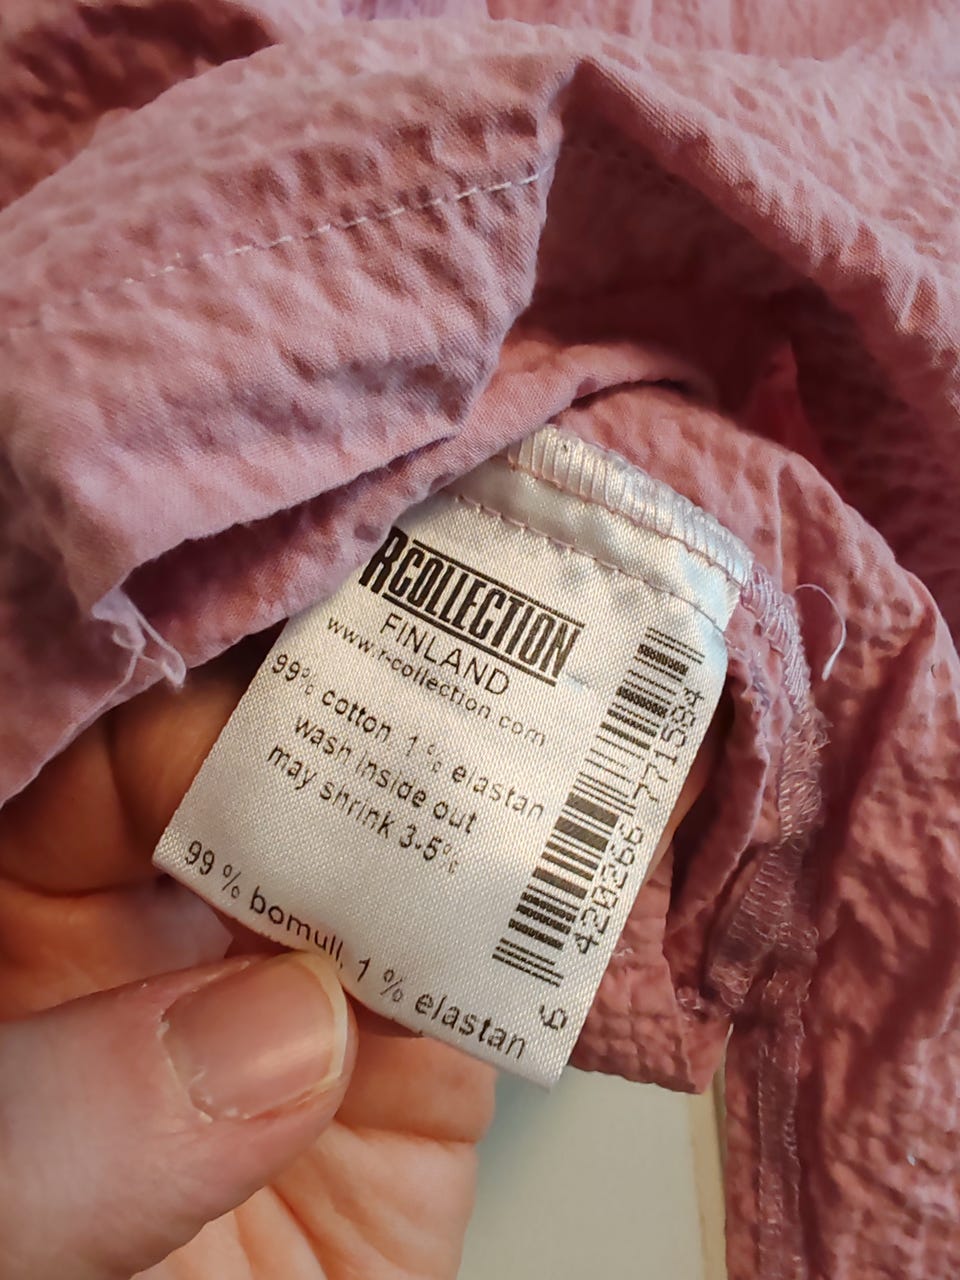 RCOLLECTION
FINLAND
www.r-collection.com
99% cotton, 1 % elastan
wash inside out
may shrink 3-5%
99 % bomull, 1 % elastan
6 420266 771584